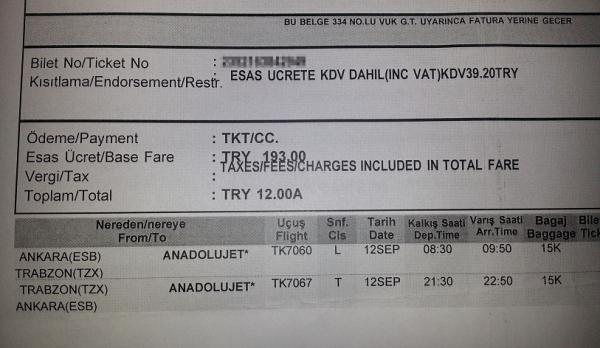 BU BELGE 334 NO.LU VUK G.T. UYARINCA FATURA YERINE GECER
Bilet No/Ticket No :
Kısıtlama/Endorsement/Restr. : ESAS UCRETE KDV DAHIL(INC VAT)KDV39.20TRY
Ödeme/Payment : TKT/CC.
Esas Ücret/Base Fare : TRY 193.00
Vergi/Tax : TAXES/FEES/CHARGES INCLUDED IN TOTAL FARE
Toplam/Total : TRY 12.00A
Nereden/nereye Uçuş Snf. Tarih Kalkış Saati Varış Saati Bagaj
From/To Flight Cls Date Dep.Time Arr.Time Baggage
ANKARA(ESB) ANADOLUJET* TK7060 L 12SEP 08:30 09:50 15K
TRABZON(TZX)
TRABZON(TZX) ANADOLUJET* TK7067 T 12SEP 21:30 22:50 15K
ANKARA(ESB)